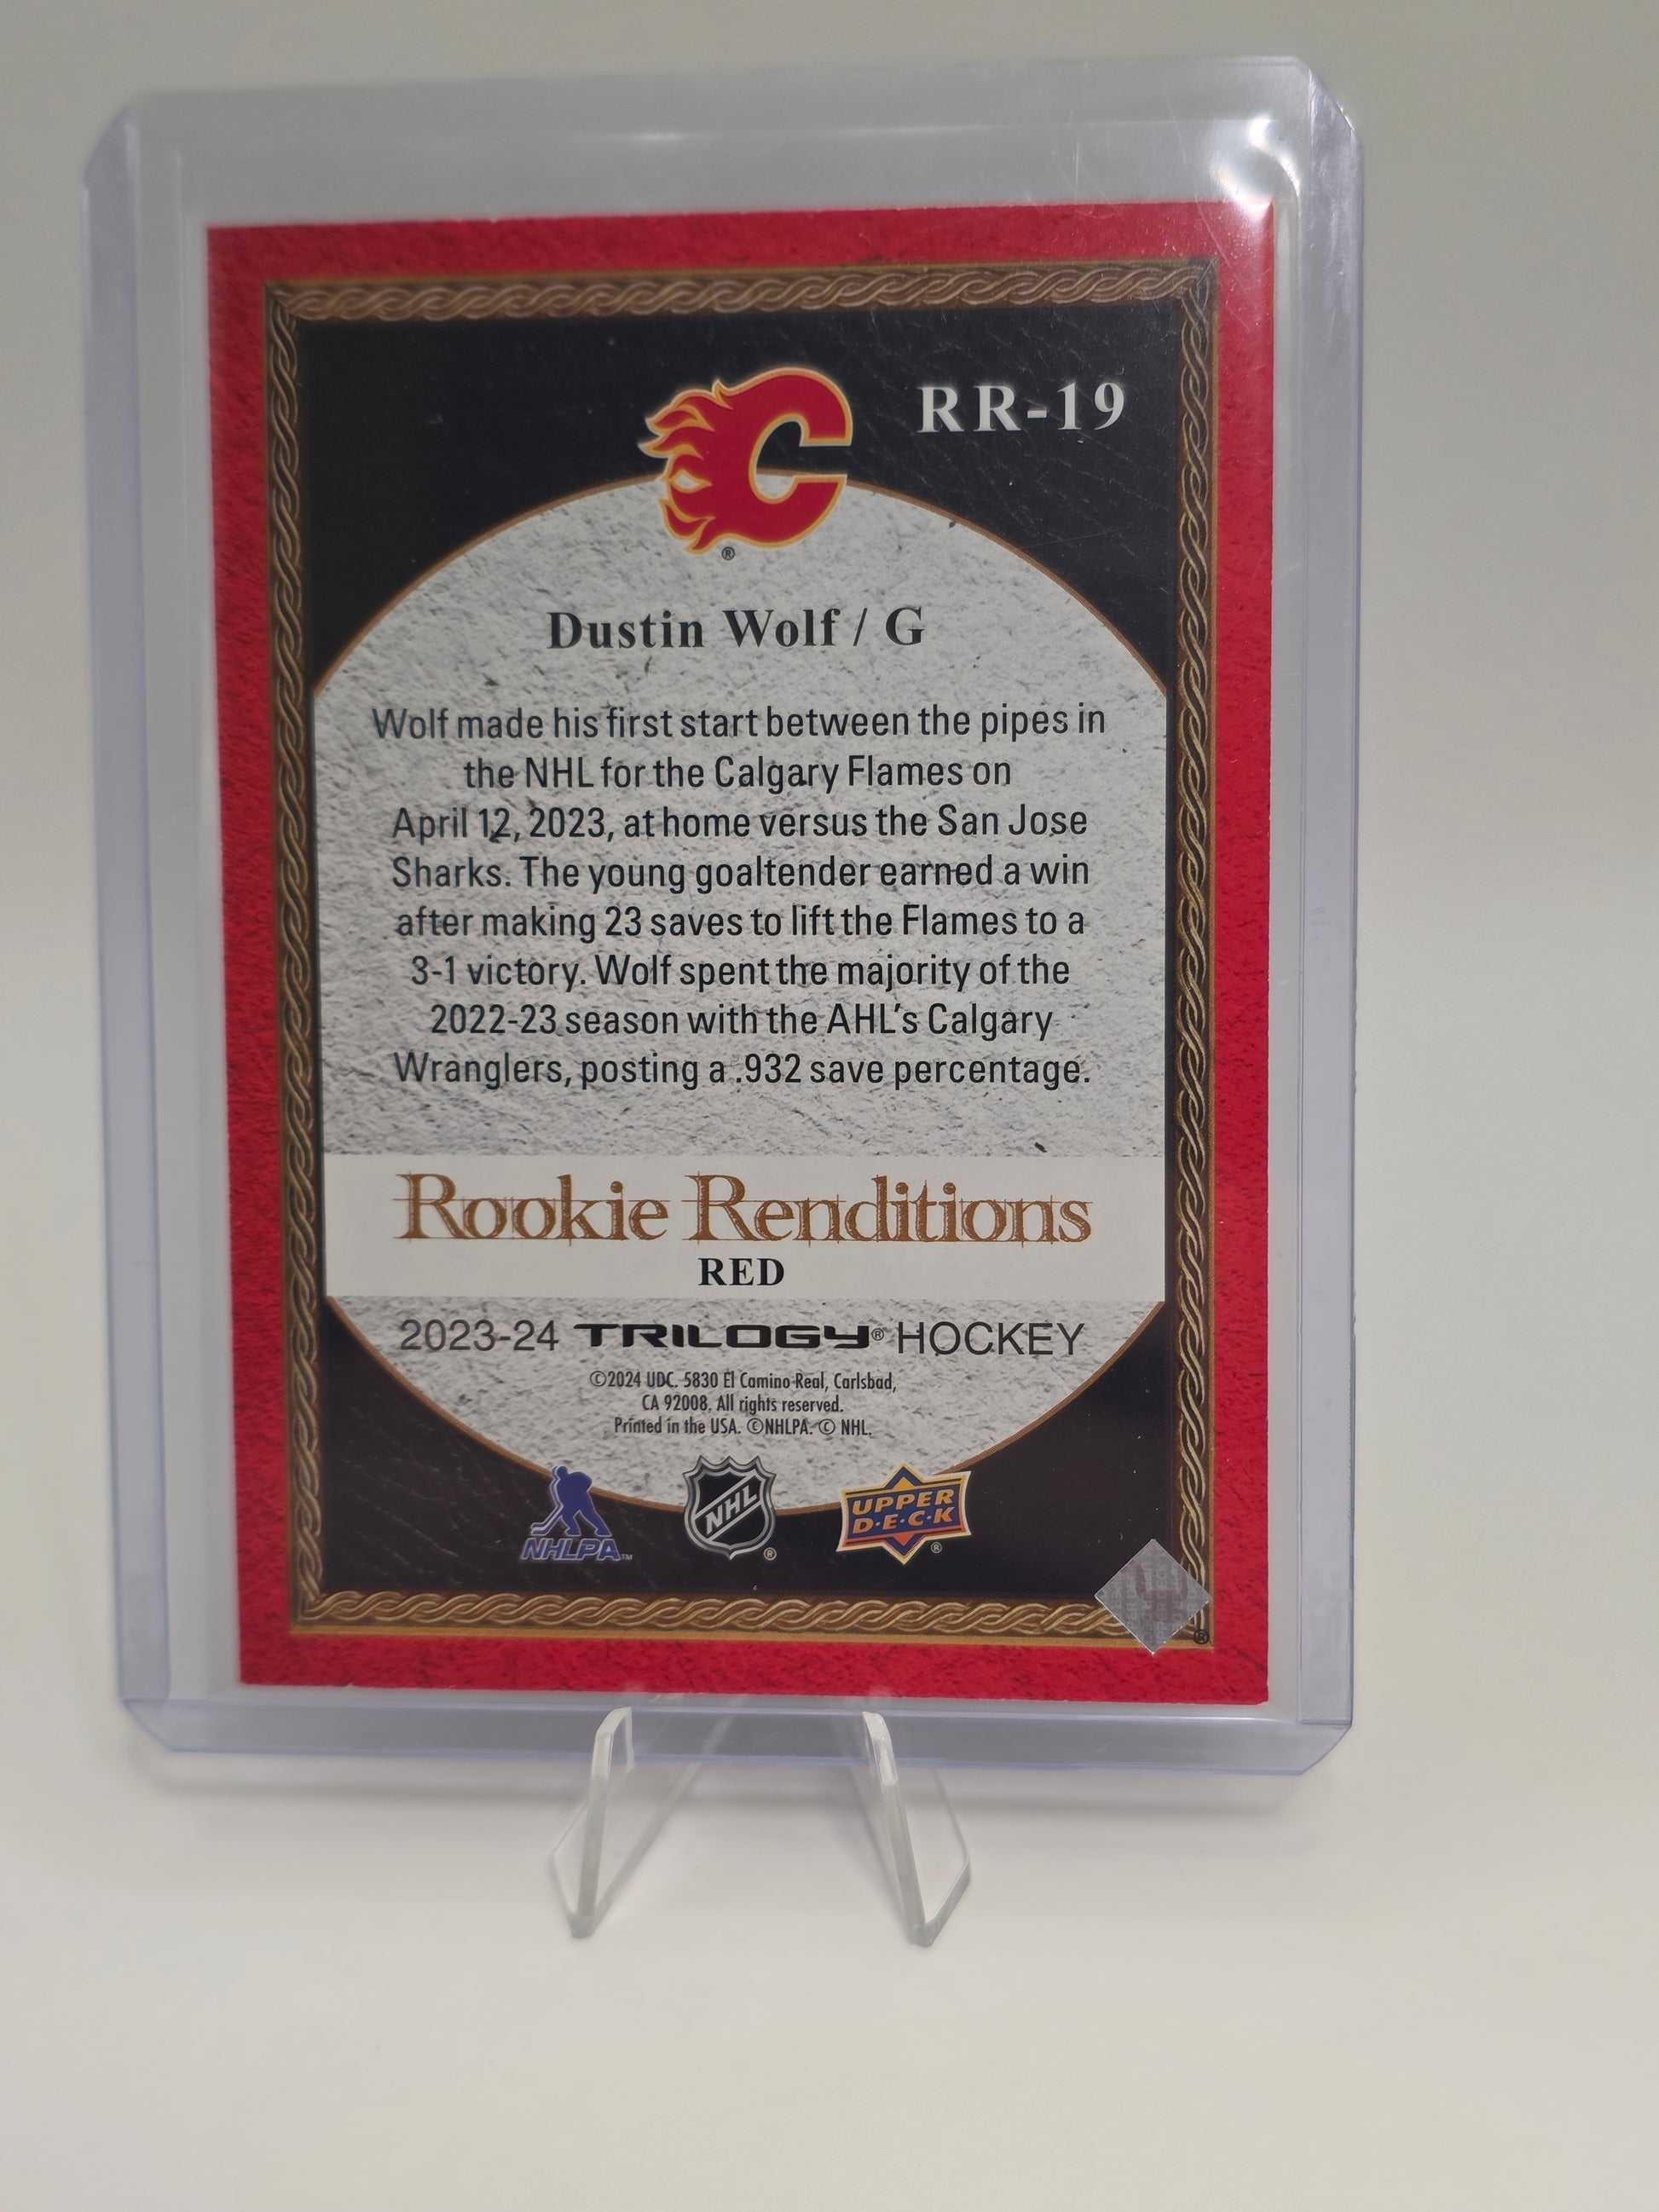 RR-19
®
Dustin Wolf / G
Wolf made his first start between the pipes in
the NHL for the Calgary Flames on
April 12, 2023, at home versus the San Jose
Sharks. The young goaltender earned a win
after making 23 saves to lift the Flames to a
3-1 victory. Wolf spent the majority of the
2022-23 season with the AHL's Calgary
Wranglers, posting a .932 save percentage.
Rookie Renditions
RED
2023-24 TRILOGY® HOCKEY
©2024 UDC. 5830 El Camino Real, Carlsbad,
CA 92008. All rights reserved.
Printed in the USA. ©NHLPA. © NHL.
NHLPA™ NHL® UPPER D·E·C·K®
®